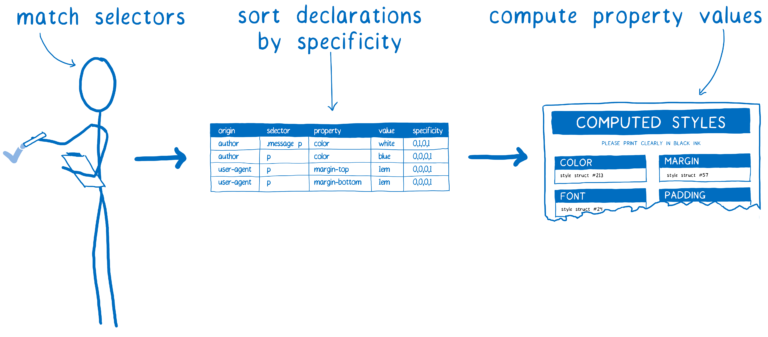 match selectors
sort declarations
by specificity
compute property values
origin selector property value specificity
author .message p color white 0,1,0,1
author p color blue 0,0,0,1
user-agent p margin-top 1em 0,0,0,1
user-agent p margin-bottom 1em 0,0,0,1
COMPUTED STYLES
PLEASE PRINT CLEARLY IN BLACK INK
COLOR MARGIN
style struct #213 style struct #57
FONT PADDING
style struct